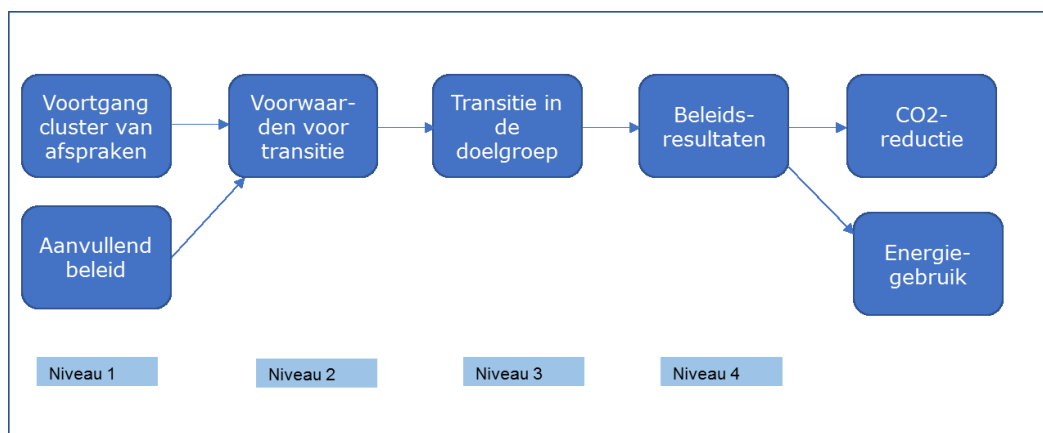 Voortgang
cluster van
afspraken
Voorwaar-
den voor
transitie
Transitie in
de
doelgroep
Beleids-
resultaten
CO2-
reductie
Aanvullend
beleid
Energie-
gebruik
Niveau 1
Niveau 2
Niveau 3
Niveau 4